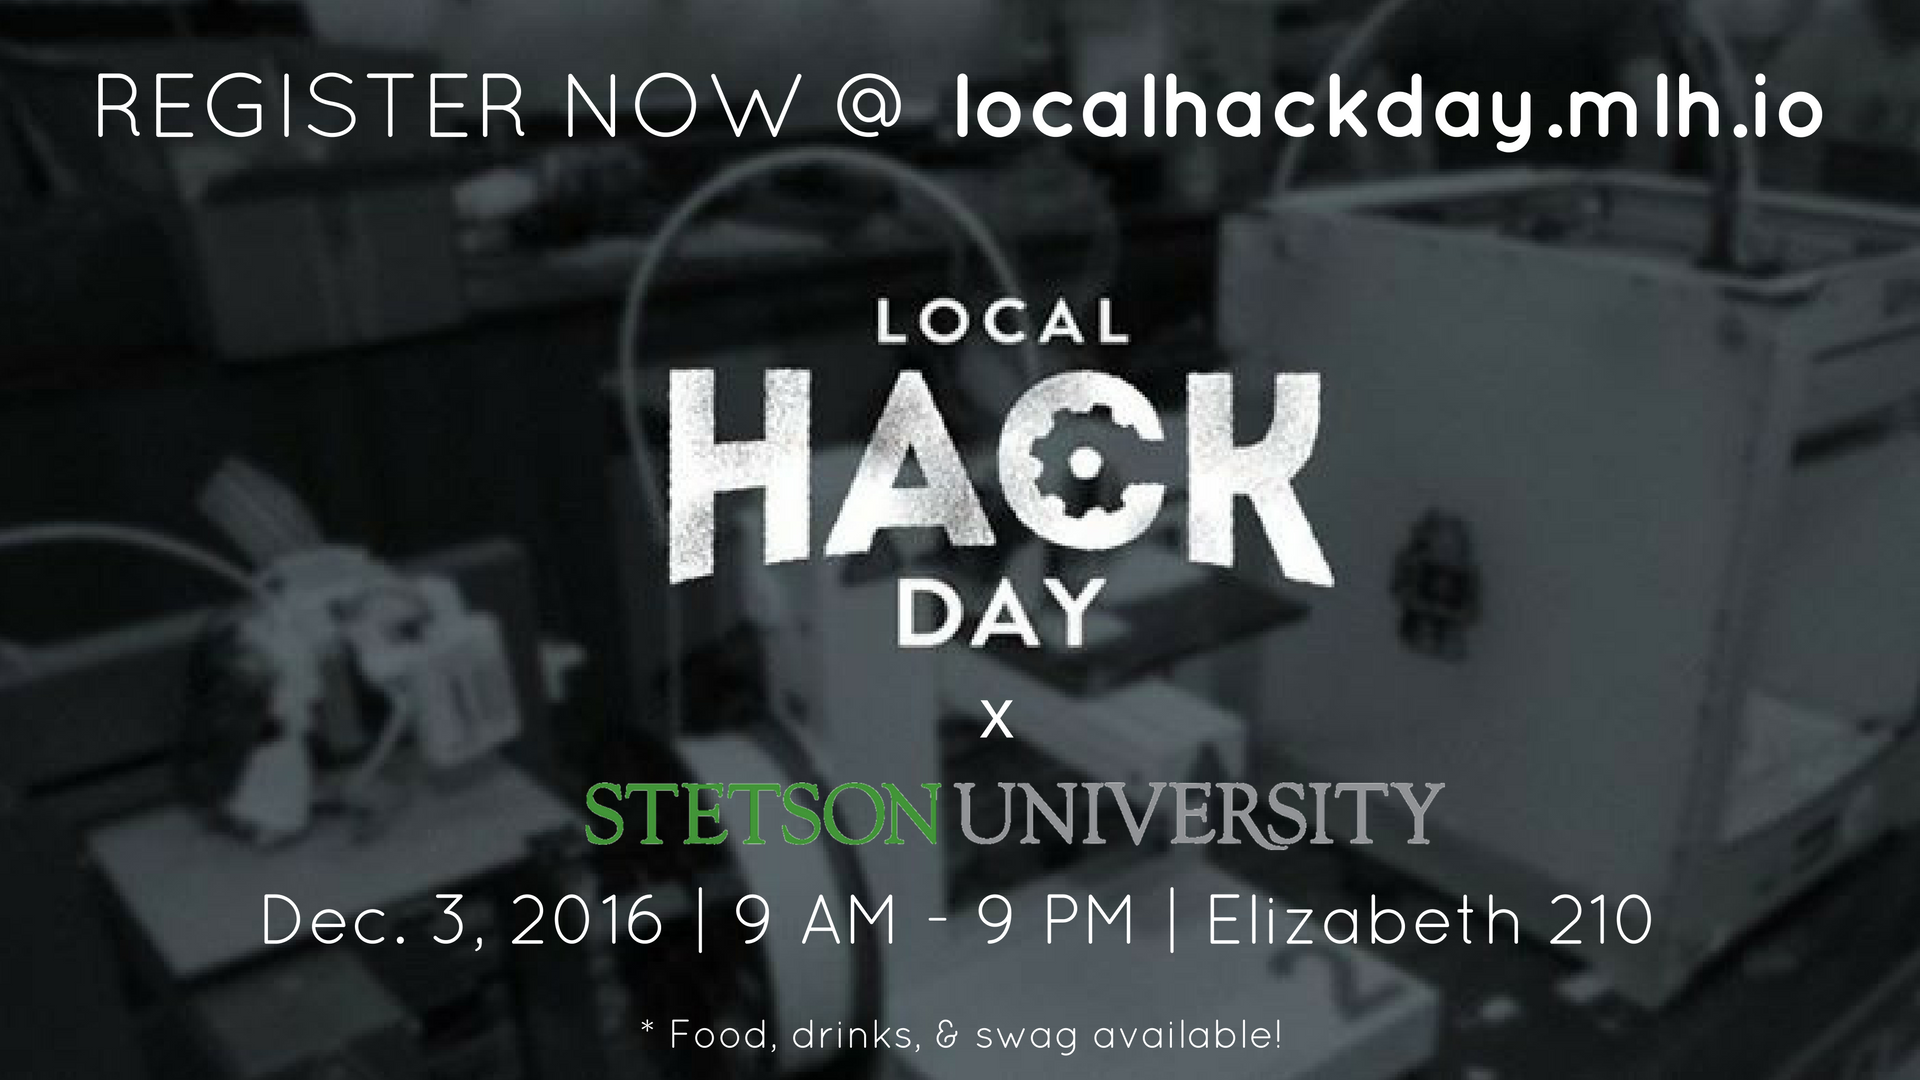 REGISTER NOW @ localhackday.mlh.io
LOCAL
HACK
DAY
x
STETSON UNIVERSITY
Dec. 3, 2016 | 9 AM - 9 PM | Elizabeth 210
* Food, drinks, & swag available!